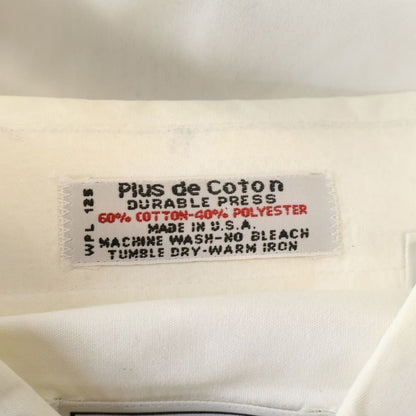 Plus de Coton
DURABLE PRESS
60% COTTON-40% POLYESTER
MADE IN U.S.A.
MACHINE WASH-NO BLEACH
TUMBLE DRY-WARM IRON
WPL 125